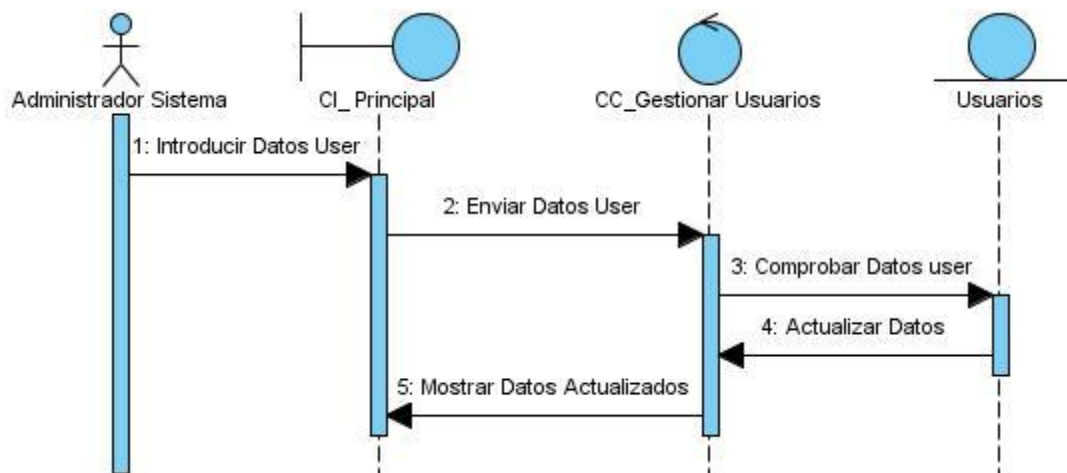 Administrador Sistema
CI_ Principal
CC_Gestionar Usuarios
Usuarios
1: Introducir Datos User
2: Enviar Datos User
3: Comprobar Datos user
4: Actualizar Datos
5: Mostrar Datos Actualizados